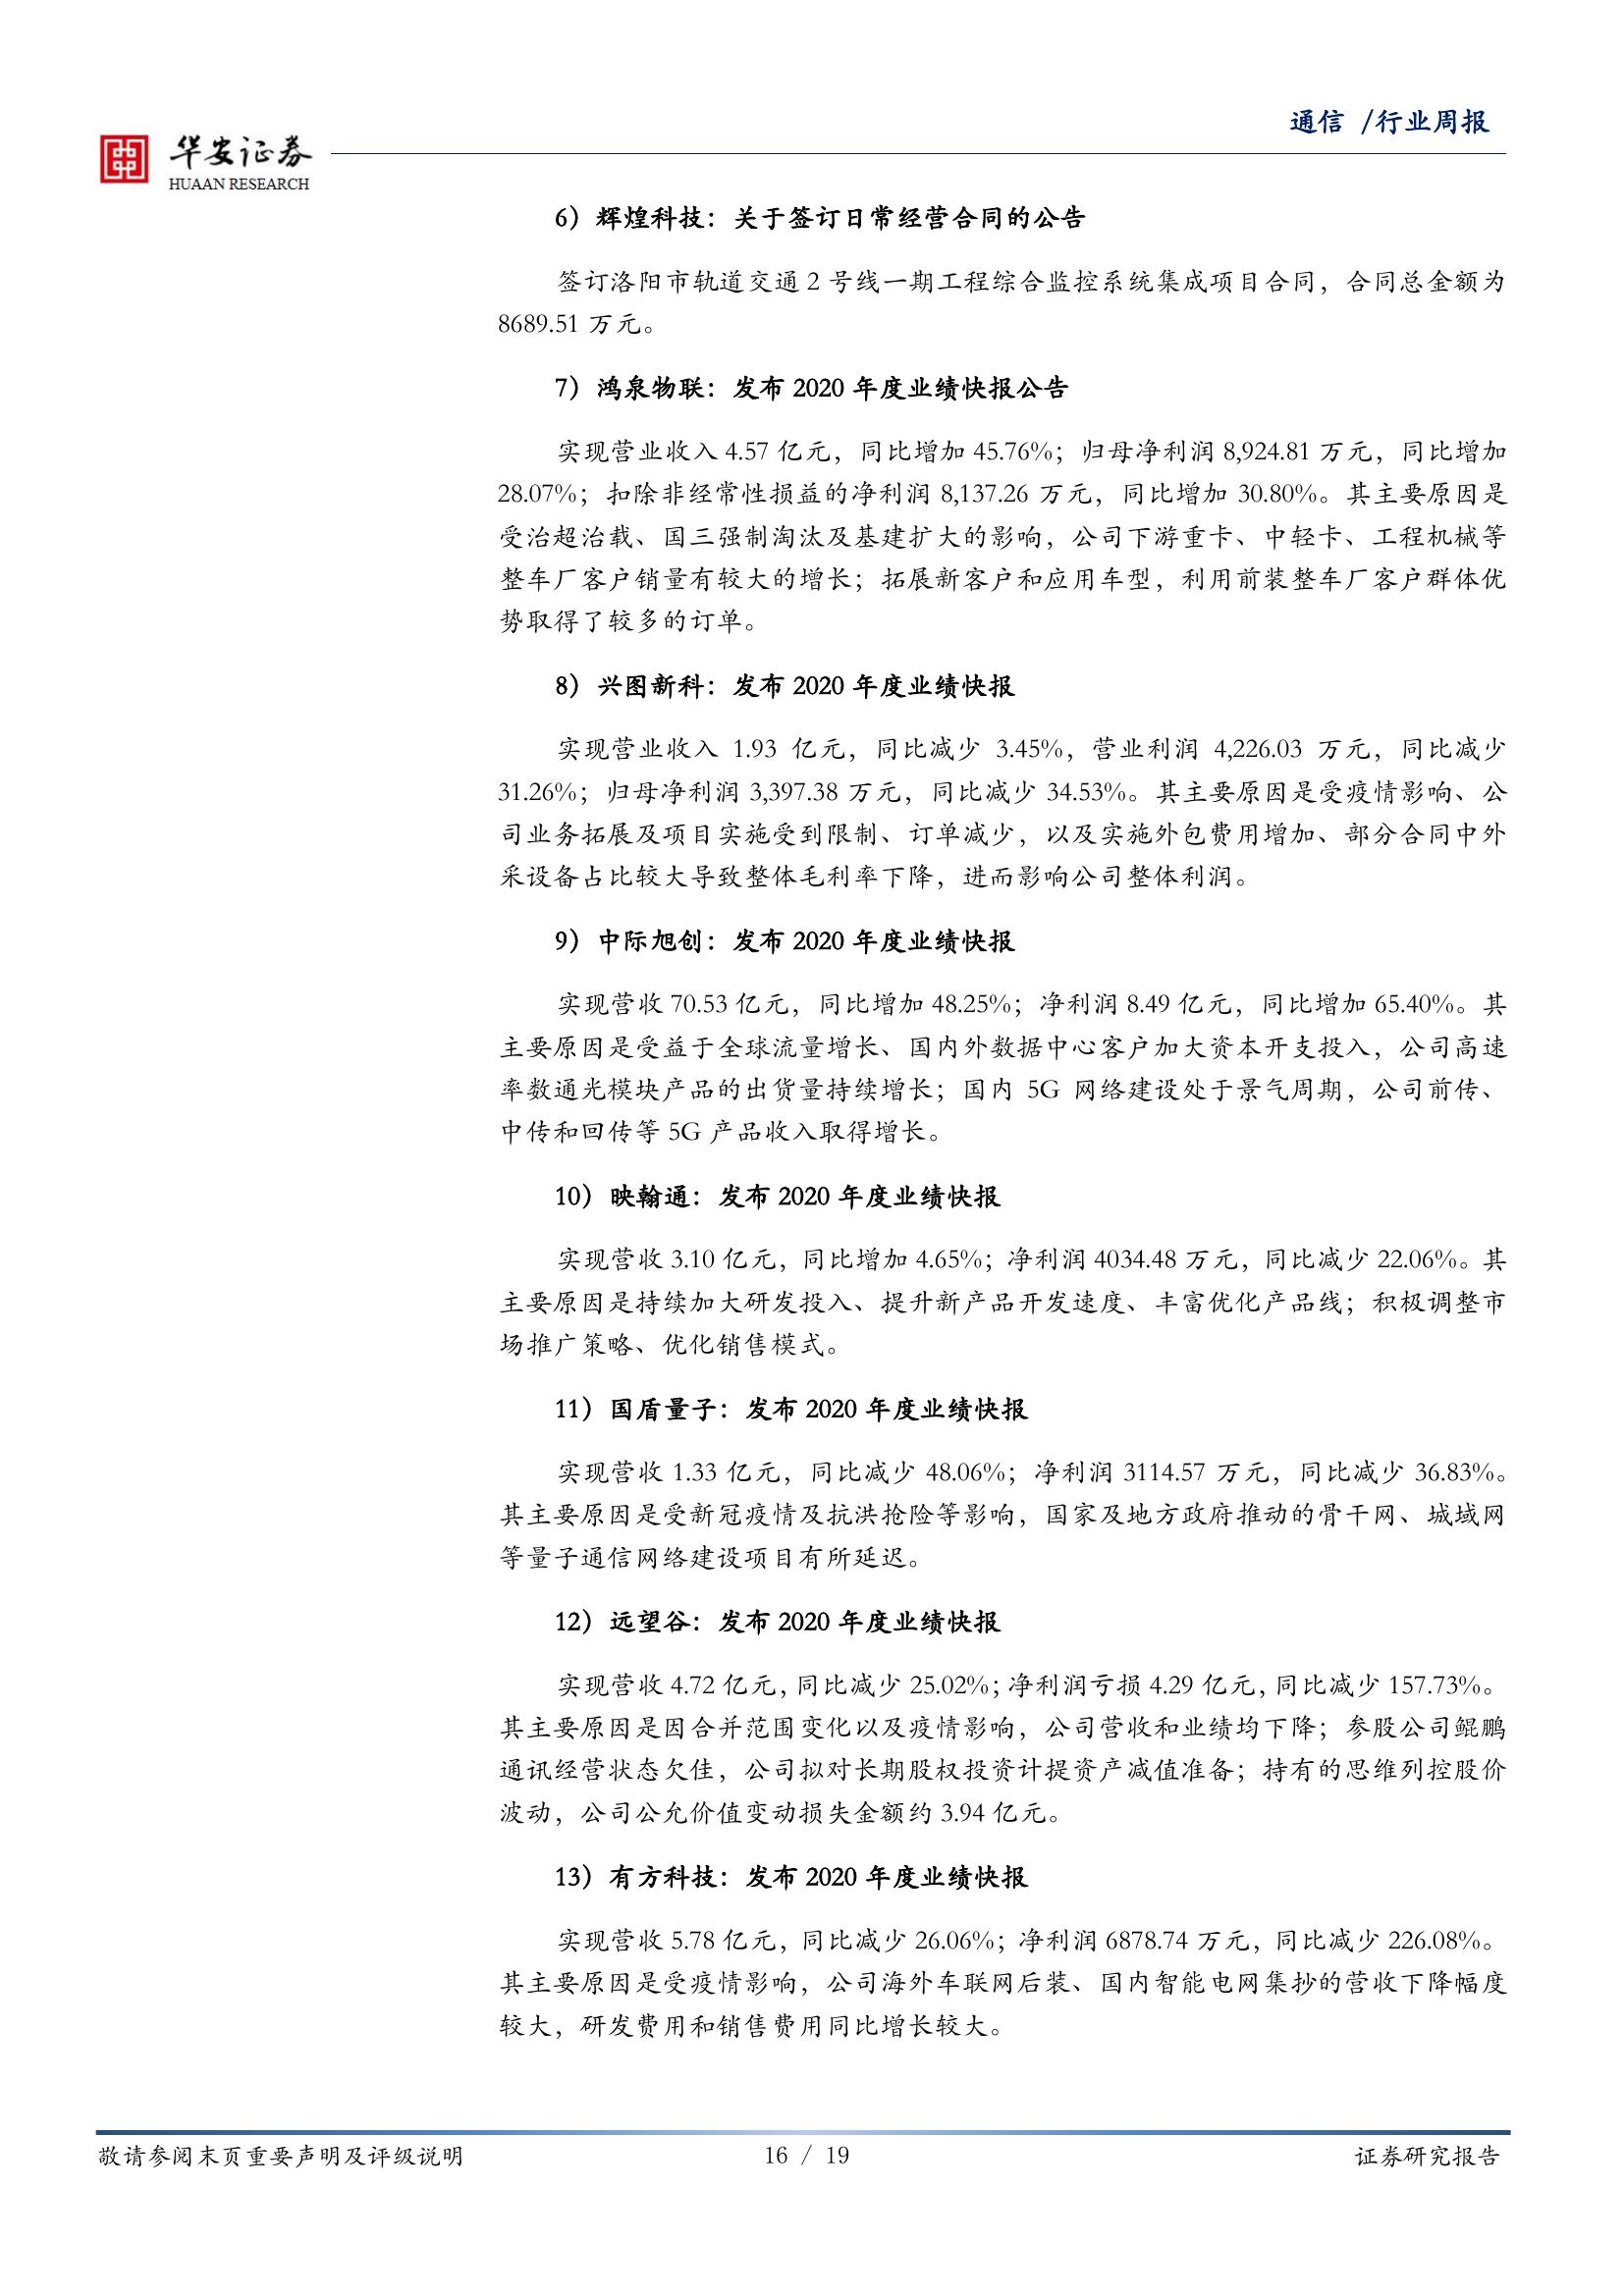 通信 /行业周报
华安证券
HUAAN RESEARCH
6）辉煌科技：关于签订日常经营合同的公告
签订洛阳市轨道交通 2 号线一期工程综合监控系统集成项目合同，合同总金额为
8689.51 万元。
7）鸿泉物联：发布 2020 年度业绩快报公告
实现营业收入 4.57 亿元，同比增加 45.76%；归母净利润 8,924.81 万元，同比增加
28.07%；扣除非经常性损益的净利润 8,137.26 万元，同比增加 30.80%。其主要原因是
受治超治载、国三强制淘汰及基建扩大的影响，公司下游重卡、中轻卡、工程机械等
整车厂客户销量有较大的增长；拓展新客户和应用车型，利用前装整车厂客户群体优
势取得了较多的订单。
8）兴图新科：发布 2020 年度业绩快报
实现营业收入 1.93 亿元，同比减少 3.45%，营业利润 4,226.03 万元，同比减少
31.26%；归母净利润 3,397.38 万元，同比减少 34.53%。其主要原因是受疫情影响、公
司业务拓展及项目实施受到限制、订单减少，以及实施外包费用增加、部分合同中外
采设备占比较大导致整体毛利率下降，进而影响公司整体利润。
9）中际旭创：发布 2020 年度业绩快报
实现营收 70.53 亿元，同比增加 48.25%；净利润 8.49 亿元，同比增加 65.40%。其
主要原因是受益于全球流量增长、国内外数据中心客户加大资本开支投入，公司高速
率数通光模块产品的出货量持续增长；国内 5G 网络建设处于景气周期，公司前传、
中传和回传等 5G 产品收入取得增长。
10）映翰通：发布 2020 年度业绩快报
实现营收 3.10 亿元，同比增加 4.65%；净利润 4034.48 万元，同比减少 22.06%。其
主要原因是持续加大研发投入、提升新产品开发速度、丰富优化产品线；积极调整市
场推广策略、优化销售模式。
11）国盾量子：发布 2020 年度业绩快报
实现营收 1.33 亿元，同比减少 48.06%；净利润 3114.57 万元，同比减少 36.83%。
其主要原因是受新冠疫情及抗洪抢险等影响，国家及地方政府推动的骨干网、城域网
等量子通信网络建设项目有所延迟。
12）远望谷：发布 2020 年度业绩快报
实现营收 4.72 亿元，同比减少 25.02%；净利润亏损 4.29 亿元，同比减少 157.73%。
其主要原因是因合并范围变化以及疫情影响，公司营收和业绩均下降；参股公司鲲鹏
通讯经营状态欠佳，公司拟对长期股权投资计提资产减值准备；持有的思维列控股价
波动，公司公允价值变动损失金额约 3.94 亿元。
13）有方科技：发布 2020 年度业绩快报
实现营收 5.78 亿元，同比减少 26.06%；净利润 6878.74 万元，同比减少 226.08%。
其主要原因是受疫情影响，公司海外车联网后装、国内智能电网集抄的营收下降幅度
较大，研发费用和销售费用同比增长较大。
敬请参阅末页重要声明及评级说明
16 / 19
证券研究报告